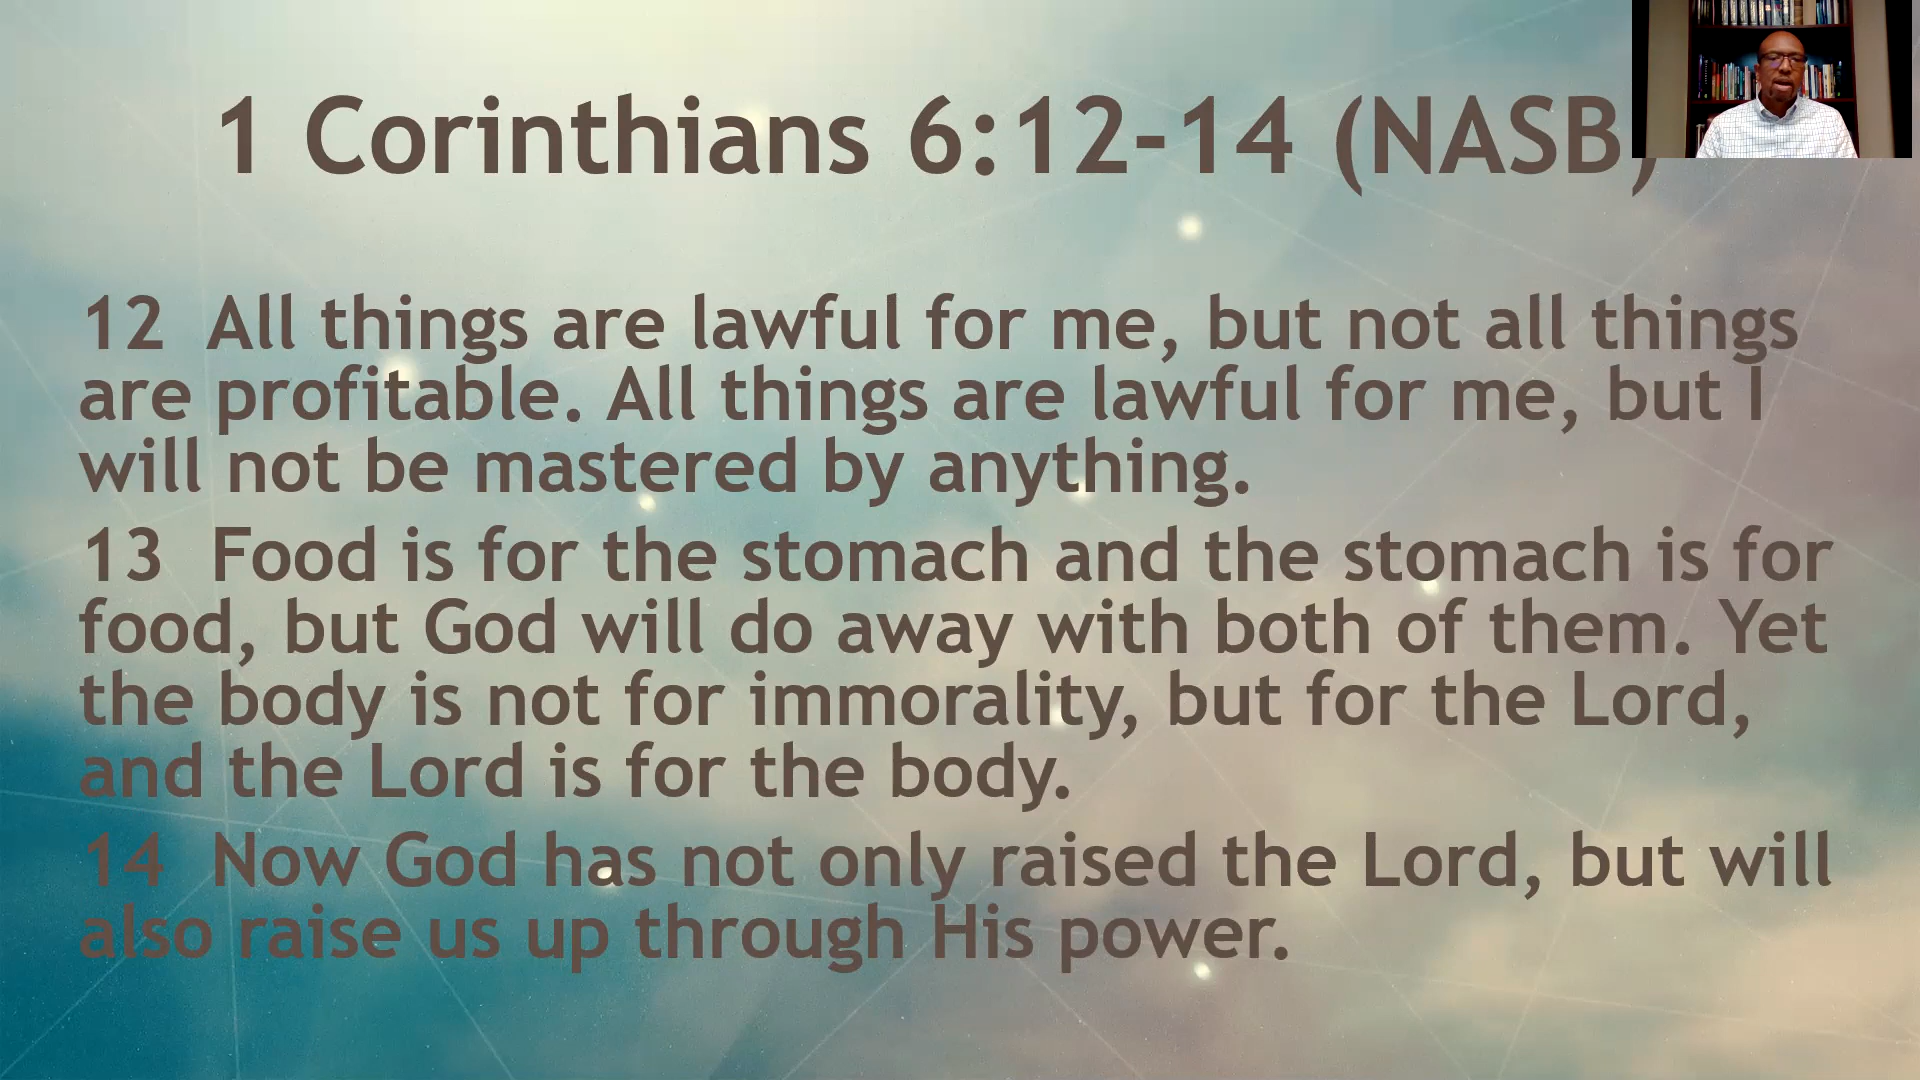 1 Corinthians 6:12-14 (NASB)
12 All things are lawful for me, but not all things
are profitable. All things are lawful for me, but I
will not be mastered by anything.
13 Food is for the stomach and the stomach is for
food, but God will do away with both of them. Yet
the body is not for immorality, but for the Lord,
and the Lord is for the body.
14 Now God has not only raised the Lord, but will
also raise us up through His power.